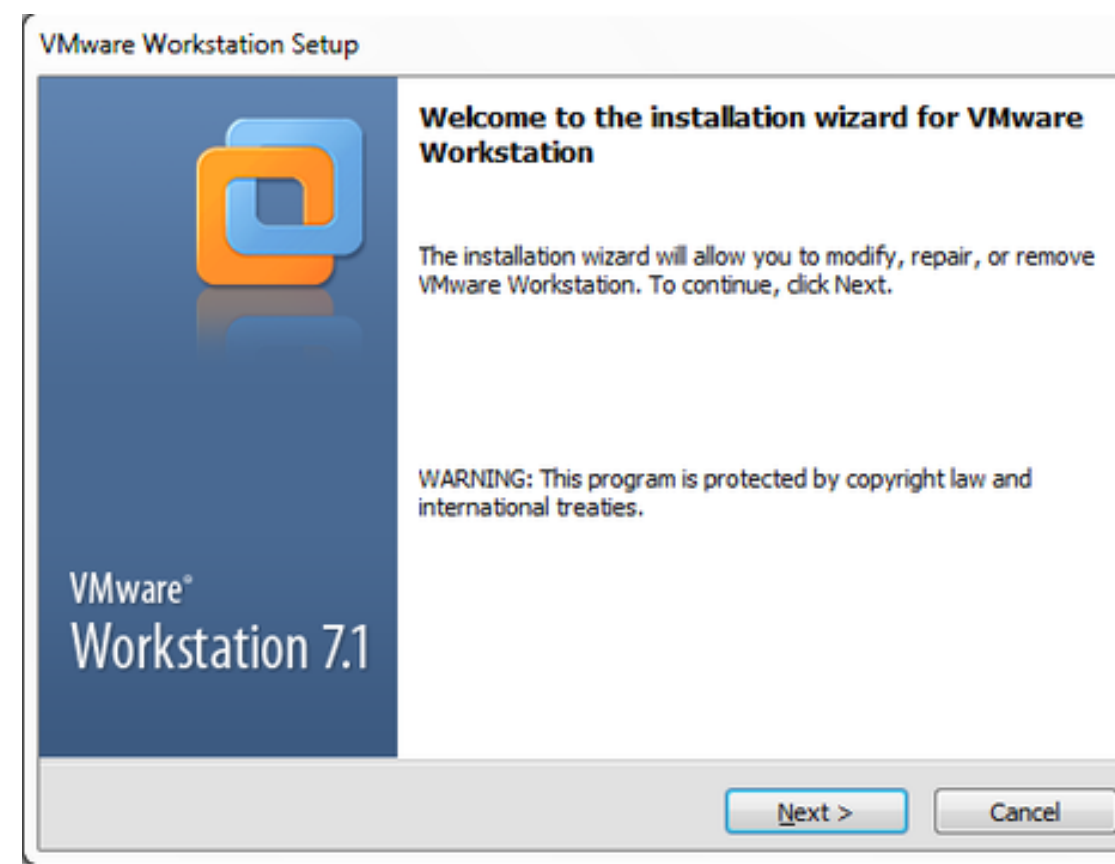 VMware Workstation Setup
Welcome to the installation wizard for VMware
Workstation
The installation wizard will allow you to modify, repair, or remove
VMware Workstation. To continue, click Next.
WARNING: This program is protected by copyright law and
international treaties.
VMware®
Workstation 7.1
Next >
Cancel